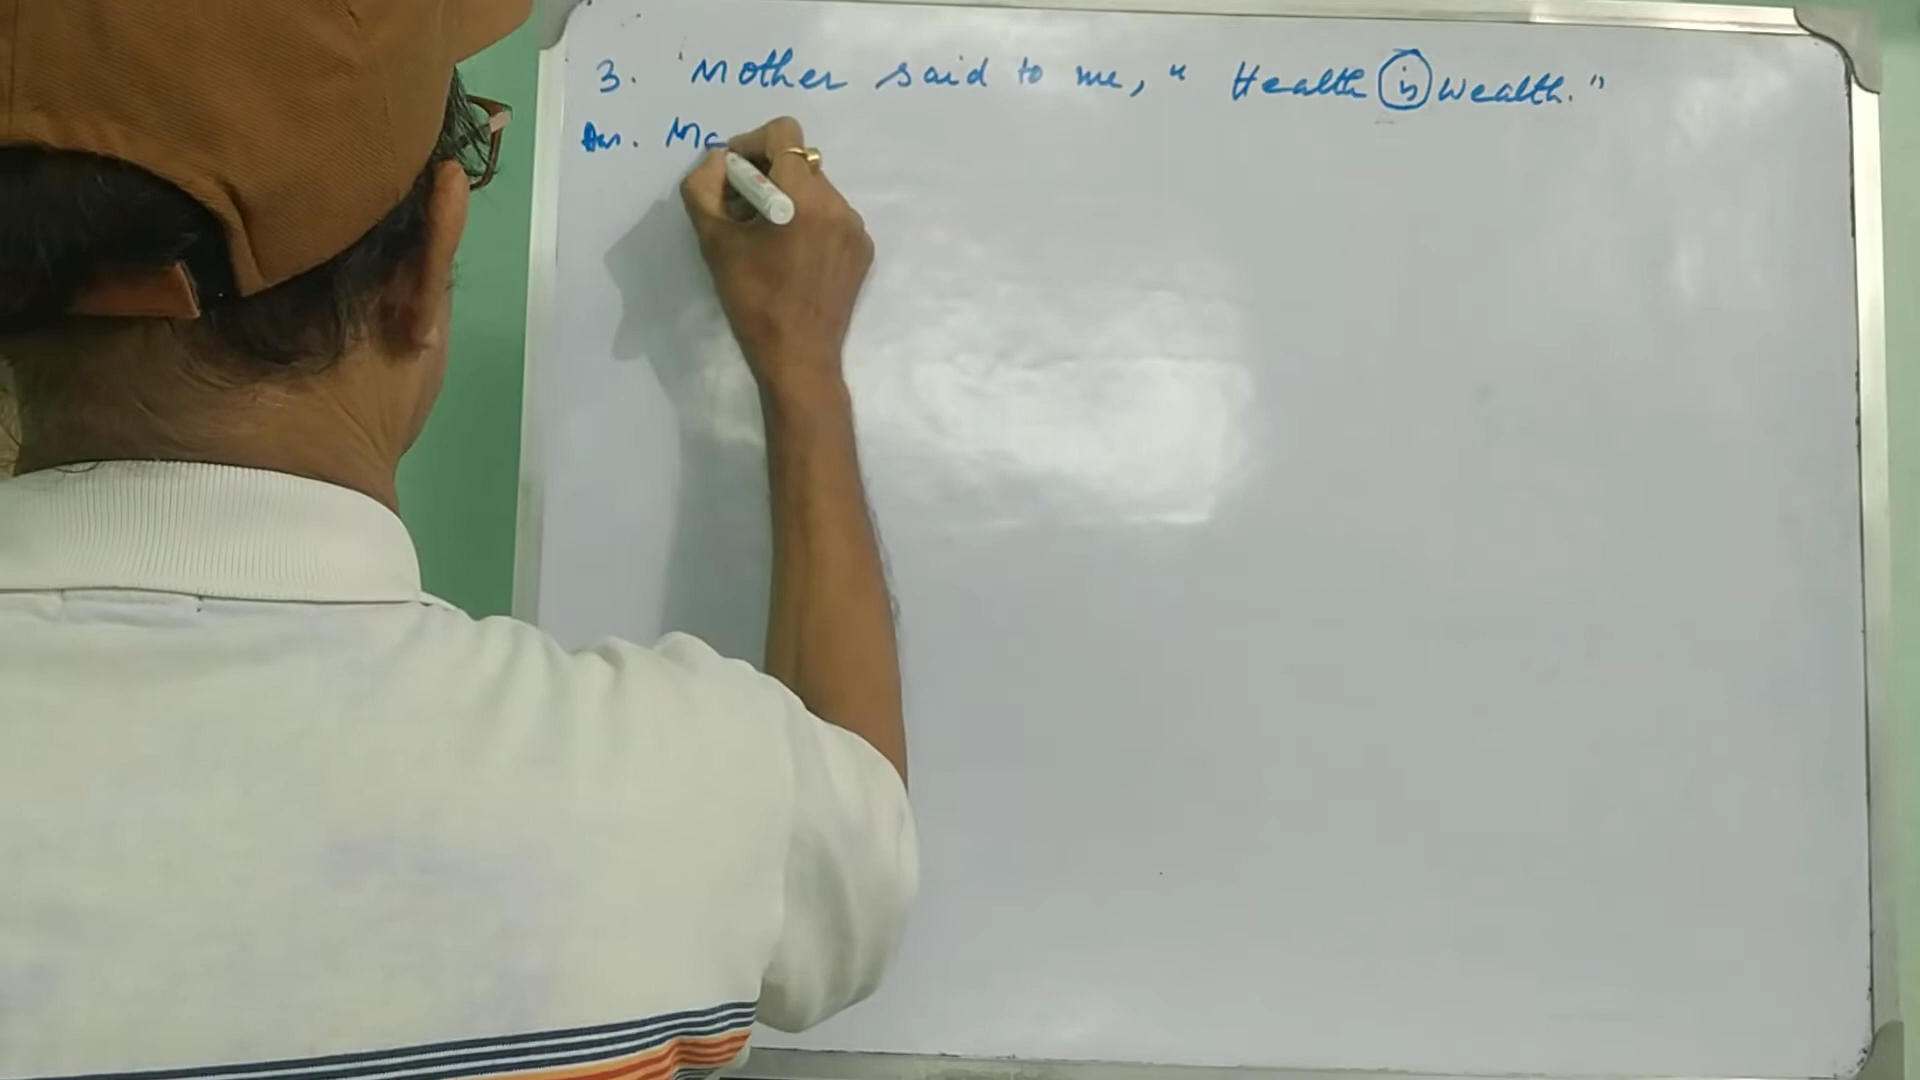 3. Mother said to me, " Health is wealth. "
Ans. Mo